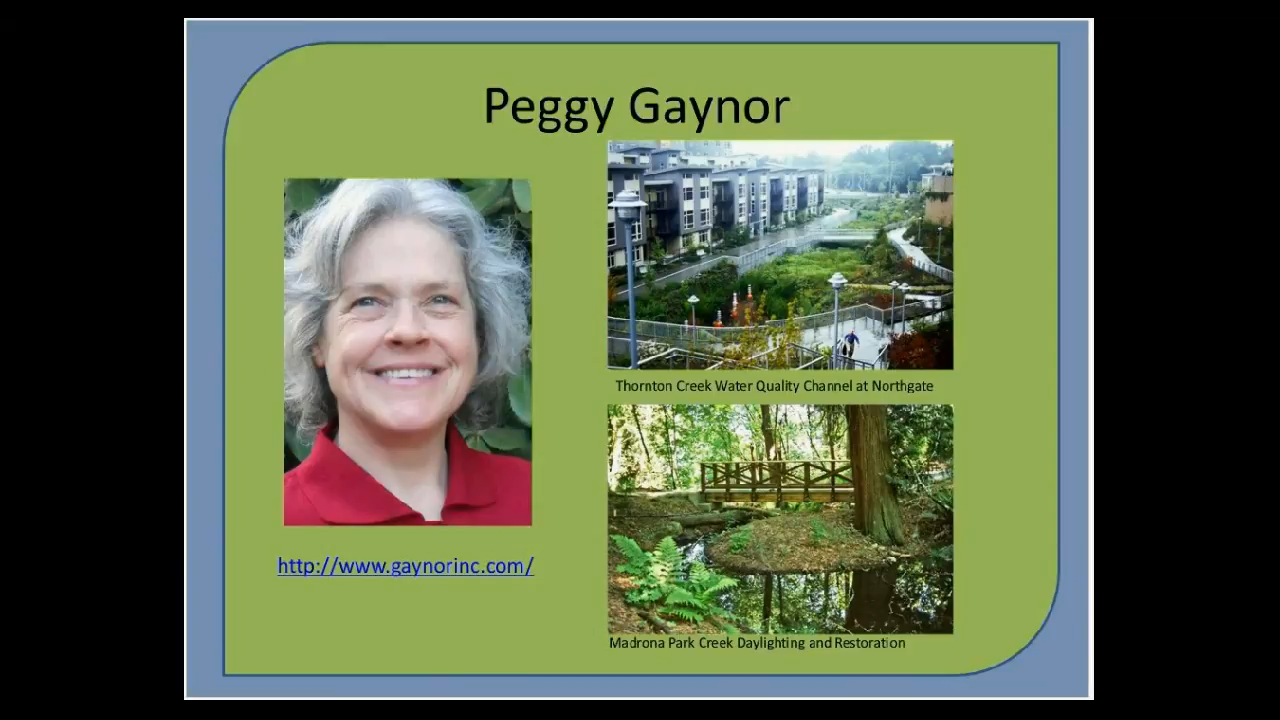 Peggy Gaynor
Thornton Creek Water Quality Channel at Northgate
http://www.gaynorinc.com/
Madrona Park Creek Daylighting and Restoration